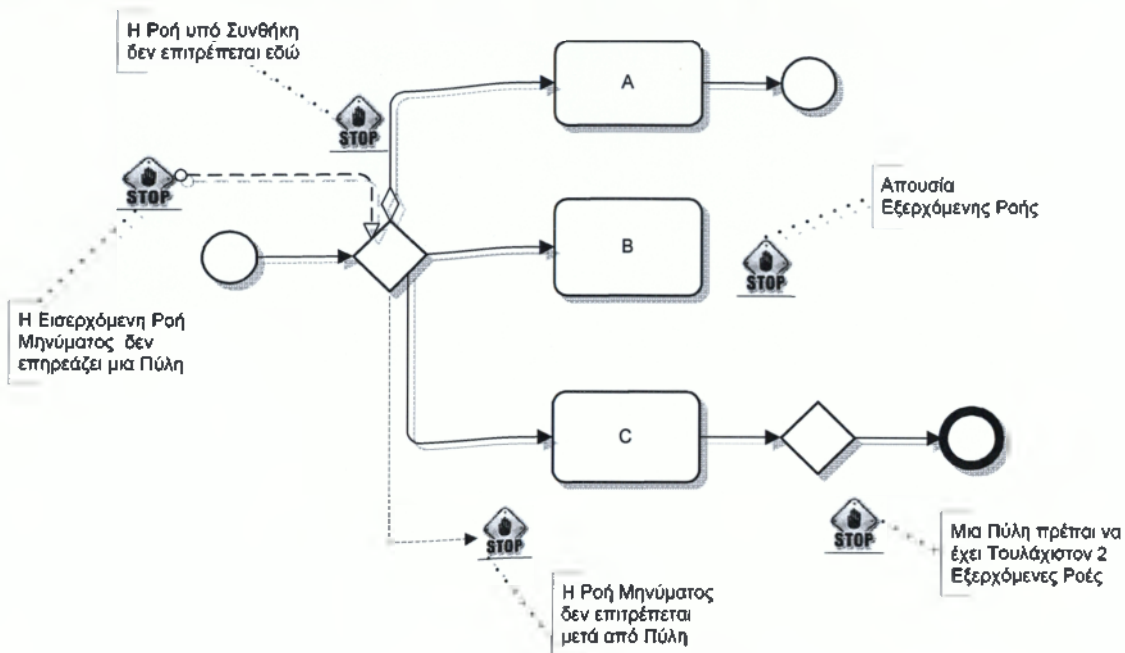 Η Ροή υπό Συνθήκη
δεν επιτρέπεται εδώ
STOP
A
STOP
Απουσία
Εξερχόμενης Ροής
B
STOP
Η Εισερχόμενη Ροή
Μηνύματος δεν
επηρεάζει μια Πύλη
C
STOP
STOP
Μια Πύλη πρέπαι να
έχει Τουλάχιστον 2
Εξερχόμενες Ροές
Η Ροή Μηνύματος
δεν επιτρέπεται
μετά από Πύλη